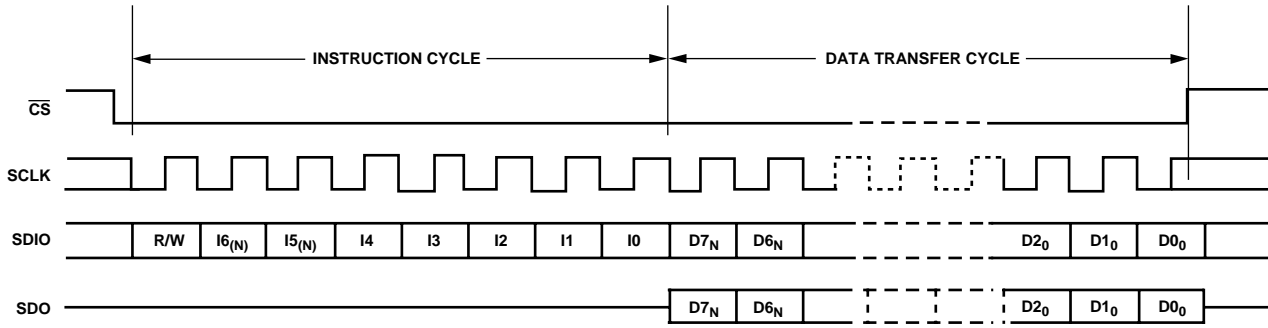 INSTRUCTION CYCLE DATA TRANSFER CYCLE
CS
SCLK
SDIO R/W I6(N) I5(N) I4 I3 I2 I1 I0 D7N D6N D20 D10 D00
SDO D7N D6N D20 D10 D00